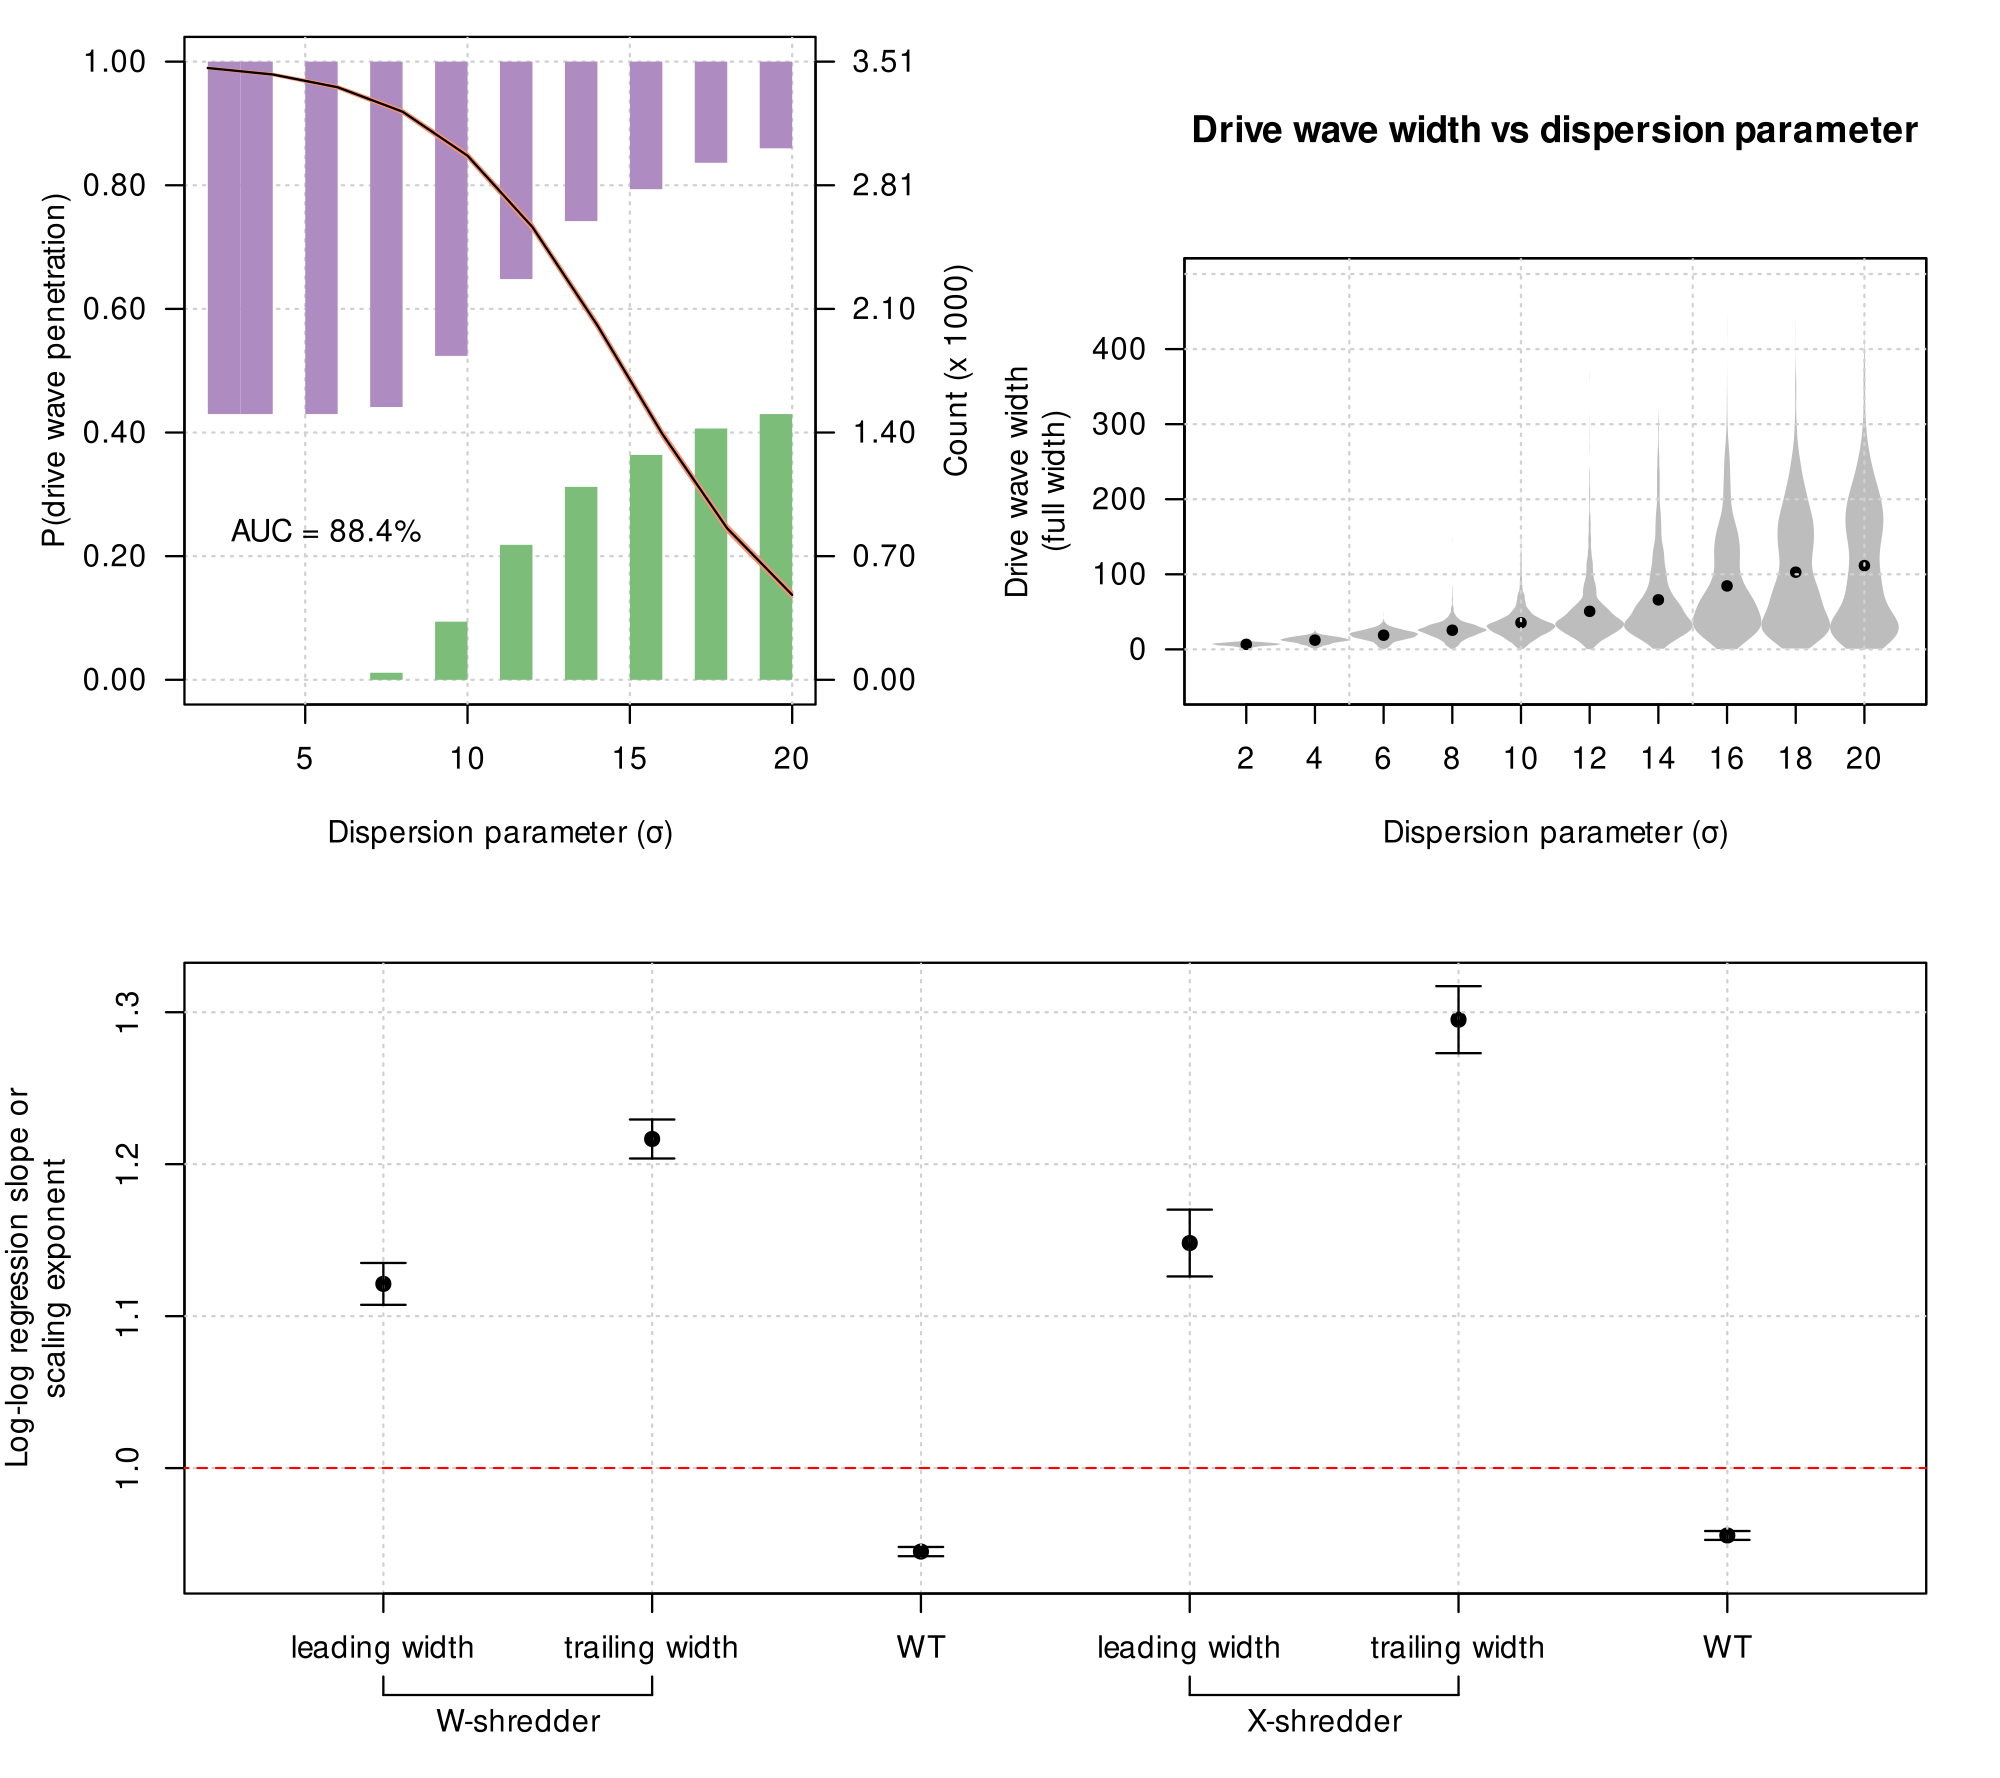 1.00
0.80
0.60
0.40
0.20
0.00
P(drive wave penetration)
3.51
2.81
2.10
1.40
0.70
0.00
Count (x 1000)
AUC = 88.4%
5 10 15 20
Dispersion parameter (σ)
Drive wave width vs dispersion parameter
400
300
200
100
0
Drive wave width
(full width)
2 4 6 8 10 12 14 16 18 20
Dispersion parameter (σ)
1.3
1.2
1.1
1.0
Log-log regression slope or
scaling exponent
leading width trailing width WT leading width trailing width WT
W-shredder X-shredder